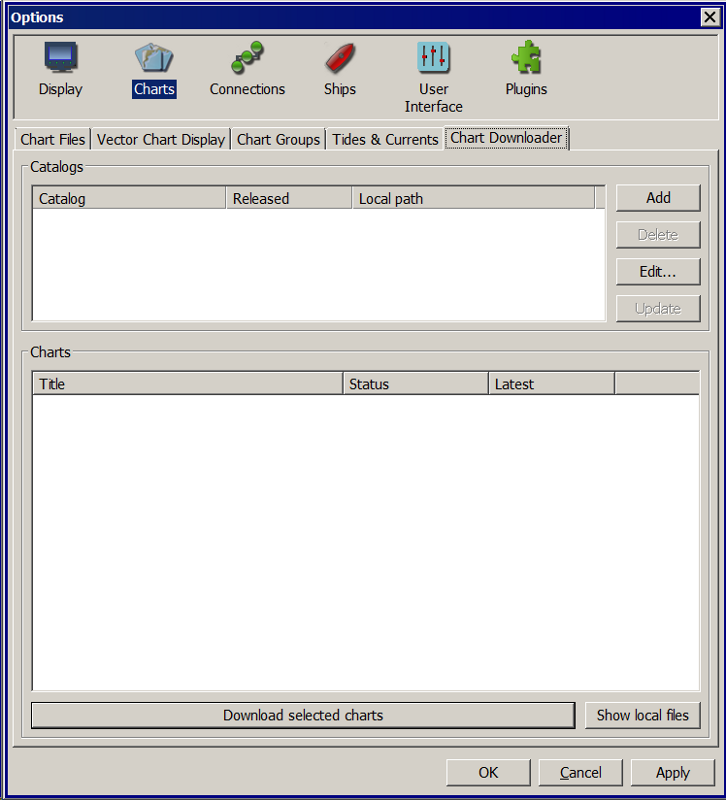 Options
Display
Charts
Connections
Ships
User
Interface
Plugins
Chart Files
Vector Chart Display
Chart Groups
Tides & Currents
Chart Downloader
Catalogs
Catalog
Released
Local path
Add
Delete
Edit...
Update
Charts
Title
Status
Latest
Download selected charts
Show local files
OK
Cancel
Apply